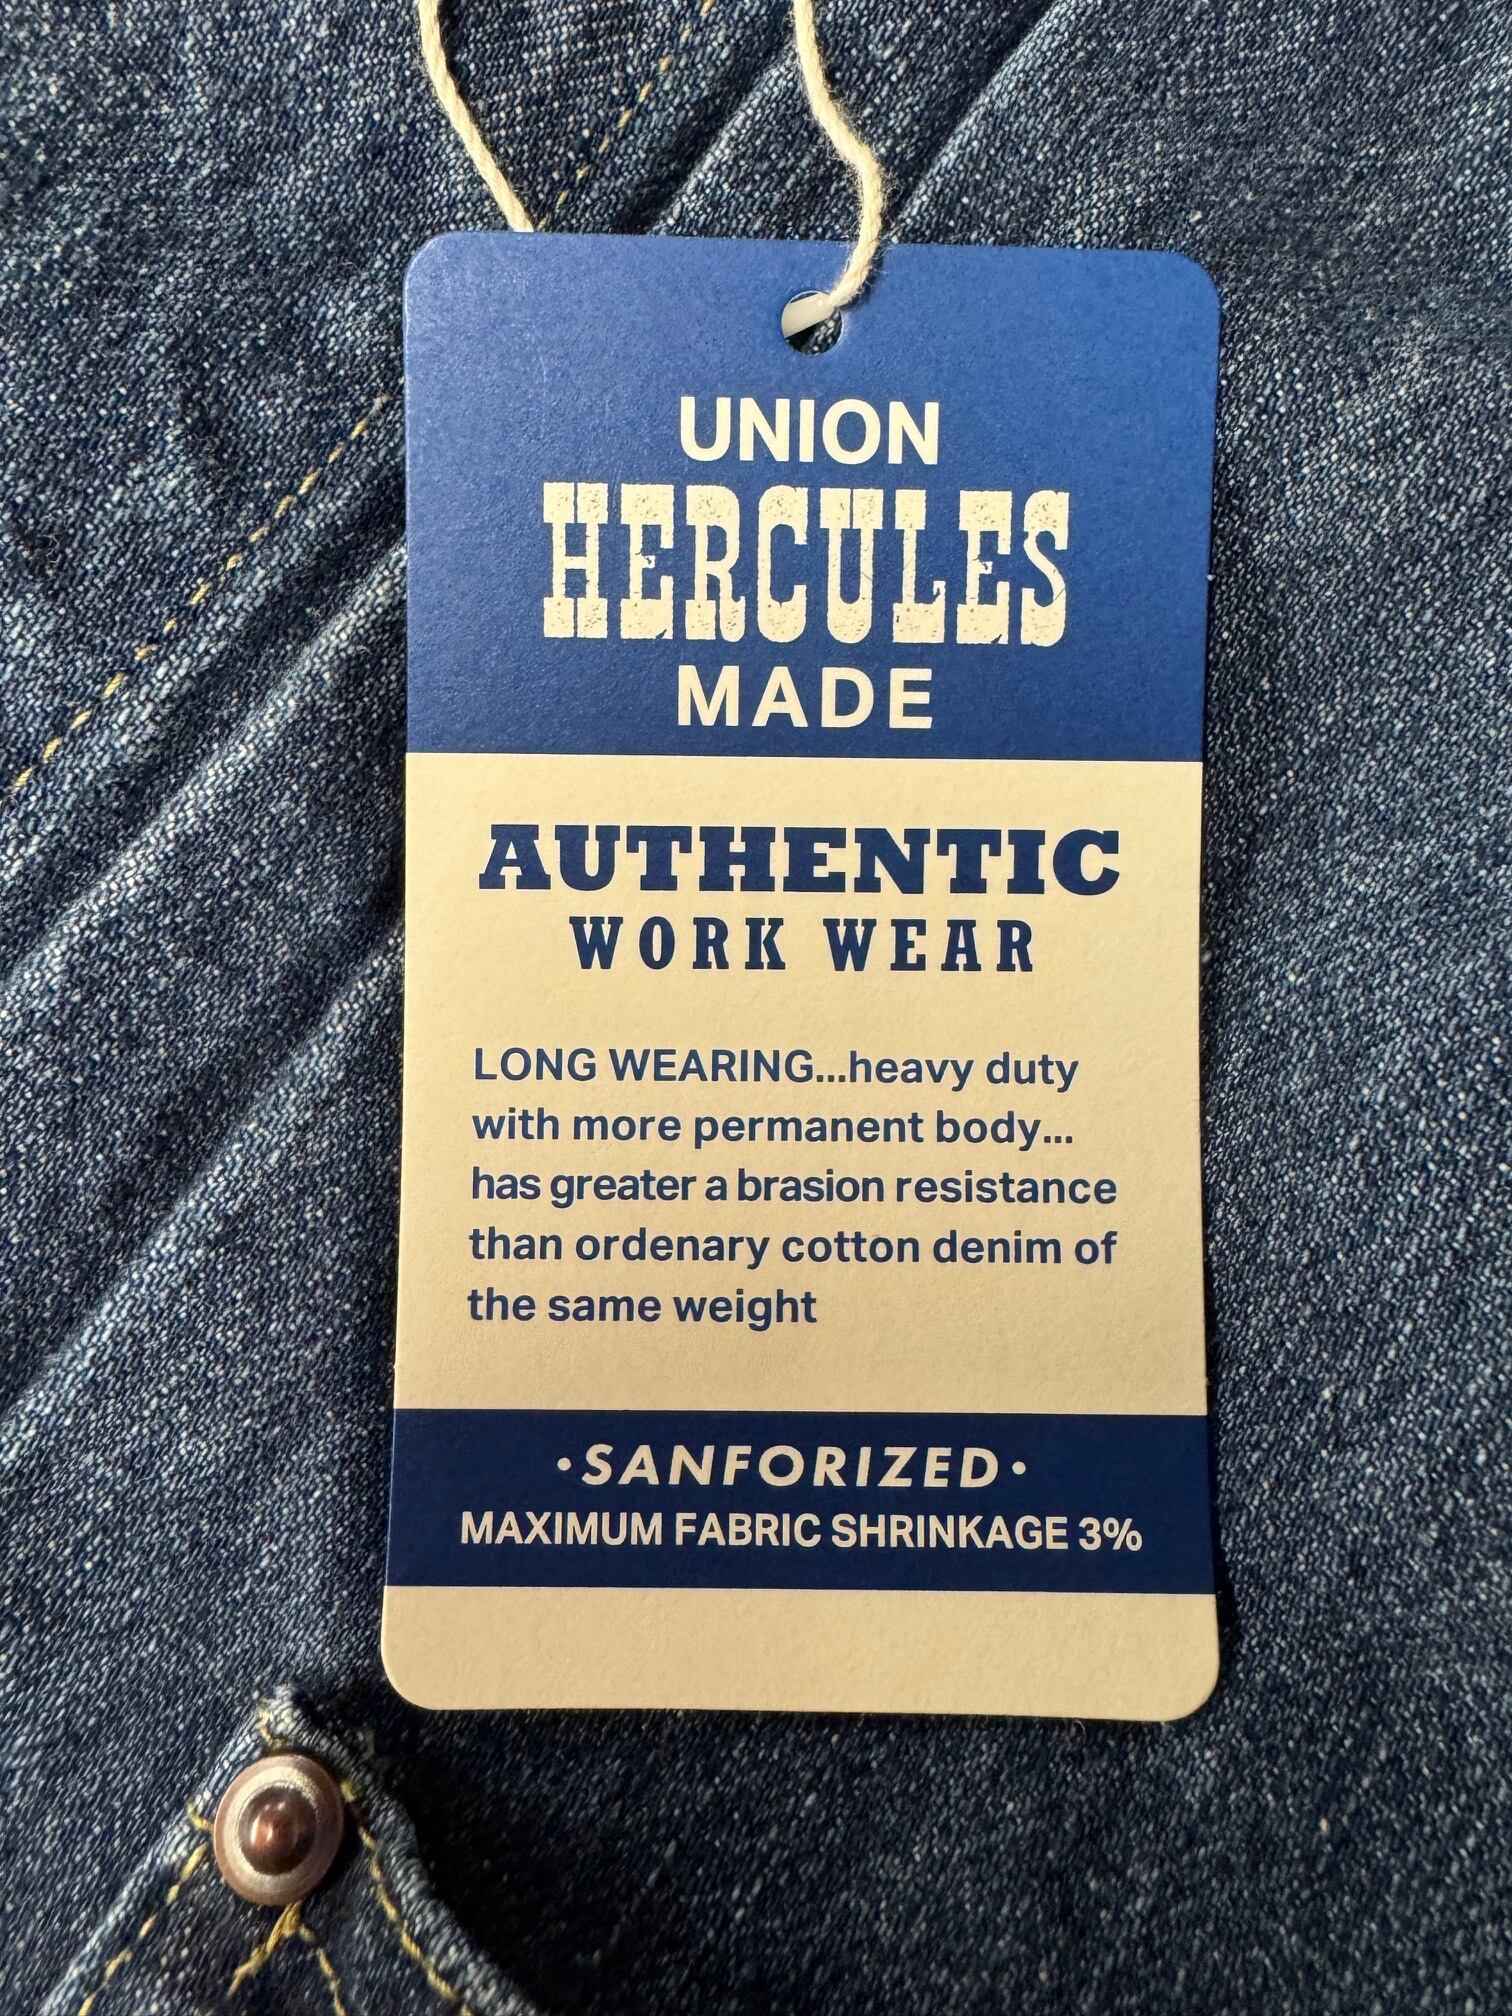 UNION
HERCULES
MADE
AUTHENTIC
WORK WEAR
LONG WEARING...heavy duty
with more permanent body...
has greater a brasion resistance
than ordenary cotton denim of
the same weight
·SANFORIZED·
MAXIMUM FABRIC SHRINKAGE 3%